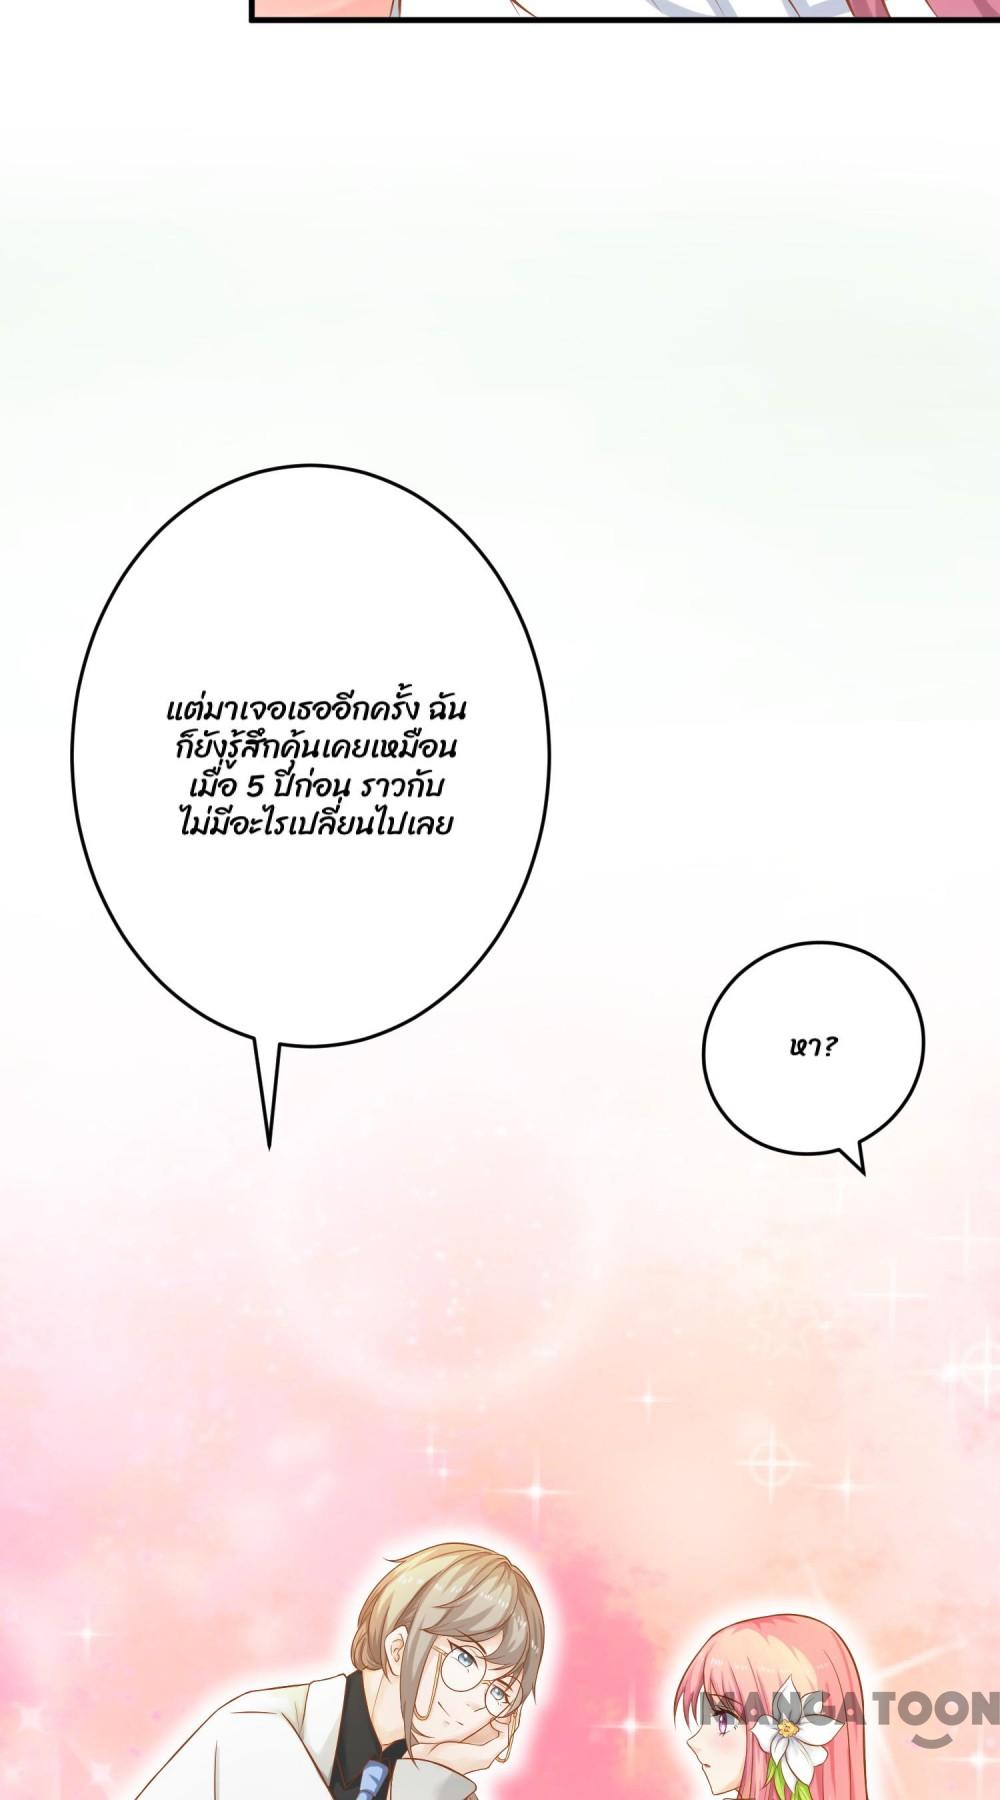 แต่มาเจอเธออีกครั้ง ฉัน
ก็ยังรู้สึกคุ้นเคยเหมือน
เมื่อ 5 ปีก่อน ราวกับ
ไม่มีอะไรเปลี่ยนไปเลย
หา?
MANGATOON